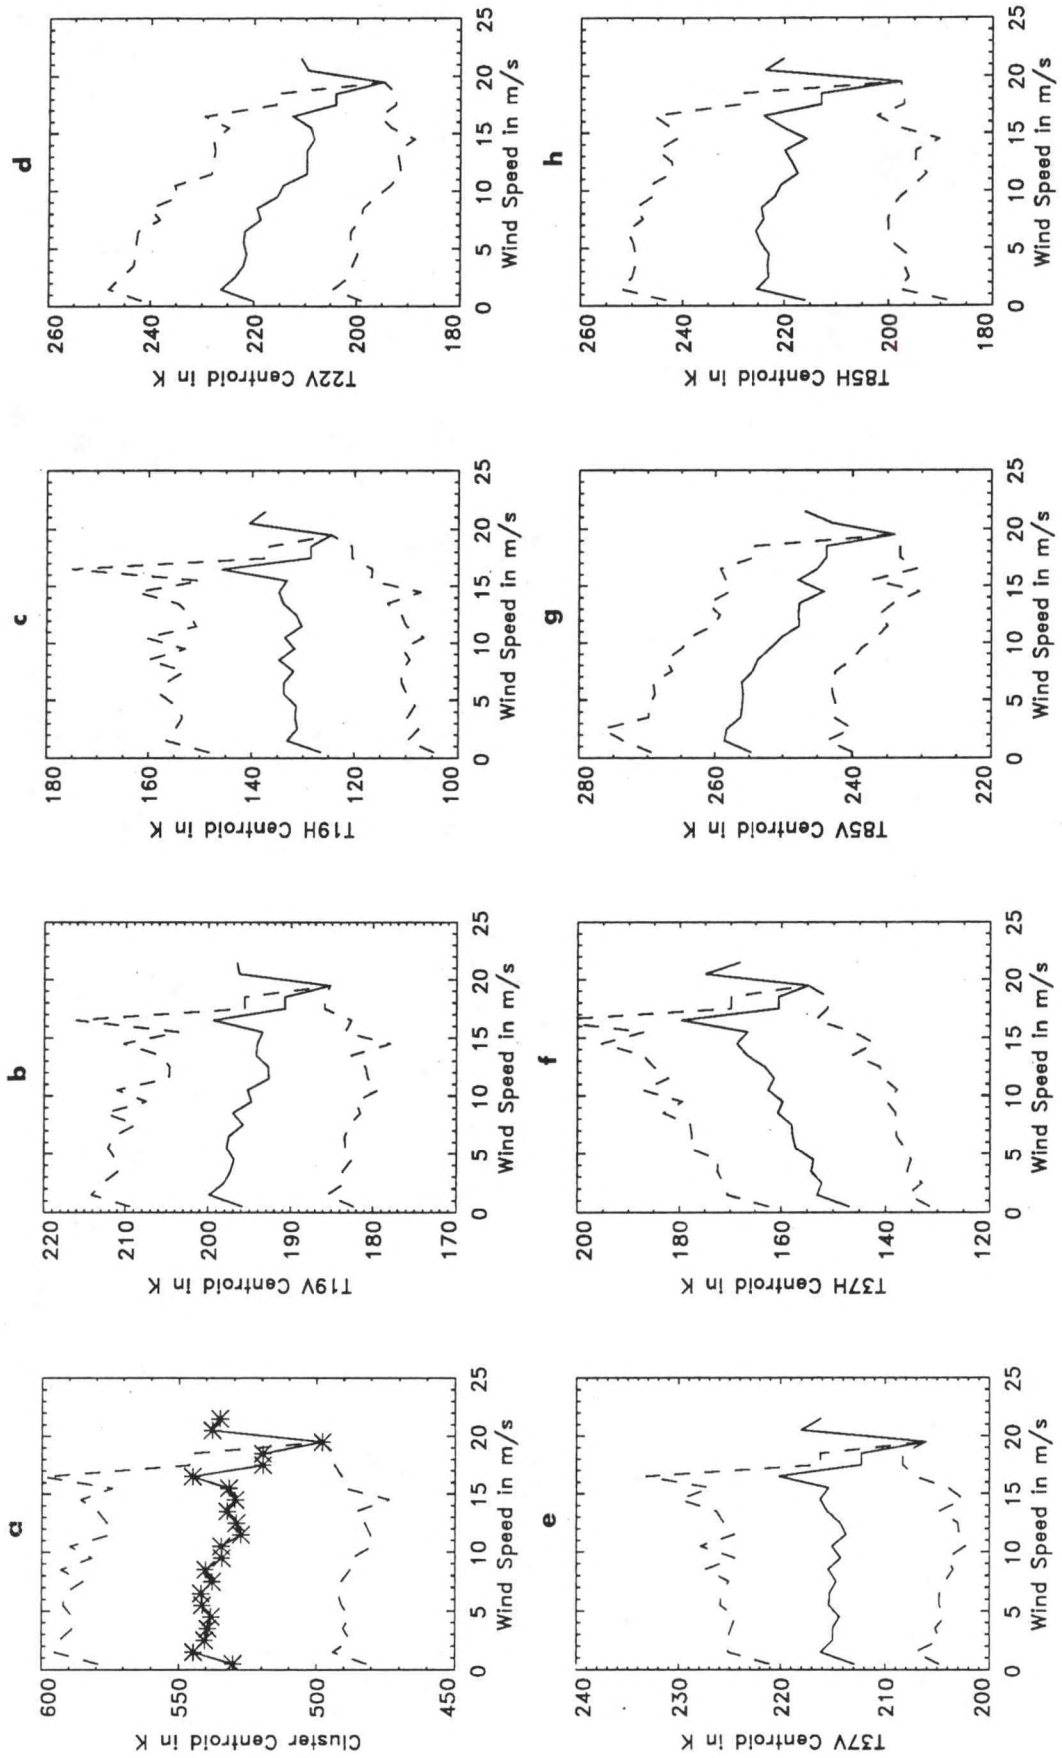 a
600
550
500
450
Cluster Centroid in K
0 5 10 15 20 25
Wind Speed in m/s
b
220
210
200
190
180
170
T19V Centroid in K
0 5 10 15 20 25
Wind Speed in m/s
c
180
160
140
120
100
T19H Centroid in K
0 5 10 15 20 25
Wind Speed in m/s
d
260
240
220
200
180
T22V Centroid in K
0 5 10 15 20 25
Wind Speed in m/s
e
240
230
220
210
200
T37V Centroid in K
0 5 10 15 20 25
Wind Speed in m/s
f
200
180
160
140
120
T37H Centroid in K
0 5 10 15 20 25
Wind Speed in m/s
g
280
260
240
220
T85V Centroid in K
0 5 10 15 20 25
Wind Speed in m/s
h
260
240
220
200
180
T85H Centroid in K
0 5 10 15 20 25
Wind Speed in m/s